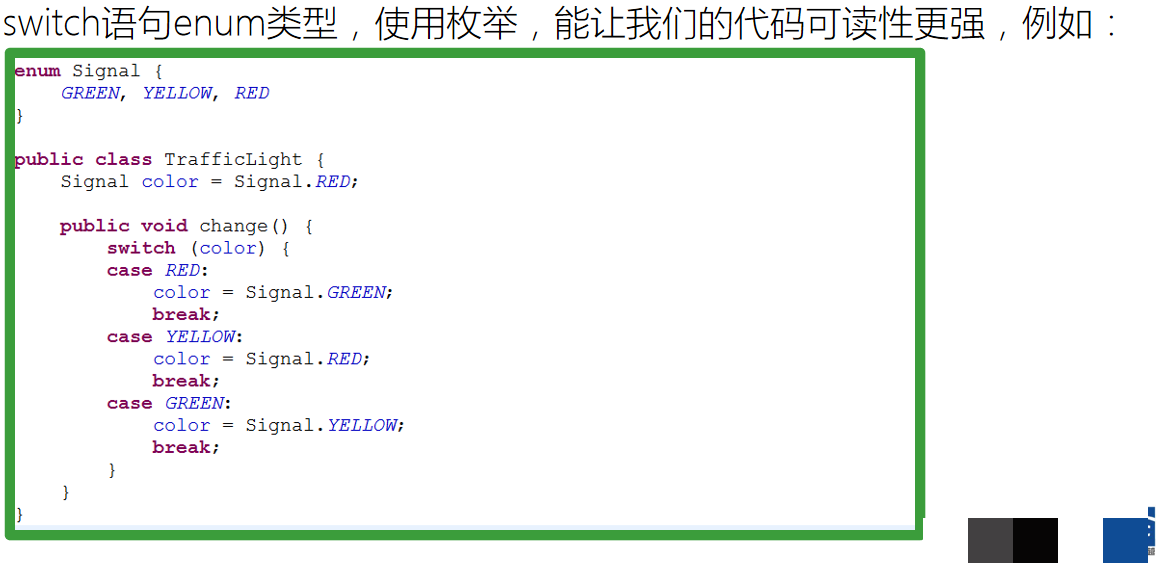 switch语句enum类型，使用枚举，能让我们的代码可读性更强，例如：
enum Signal {
    GREEN, YELLOW, RED
}
public class TrafficLight {
    Signal color = Signal.RED;
    public void change() {
        switch (color) {
        case RED:
            color = Signal.GREEN;
            break;
        case YELLOW:
            color = Signal.RED;
            break;
        case GREEN:
            color = Signal.YELLOW;
            break;
        }
    }
}